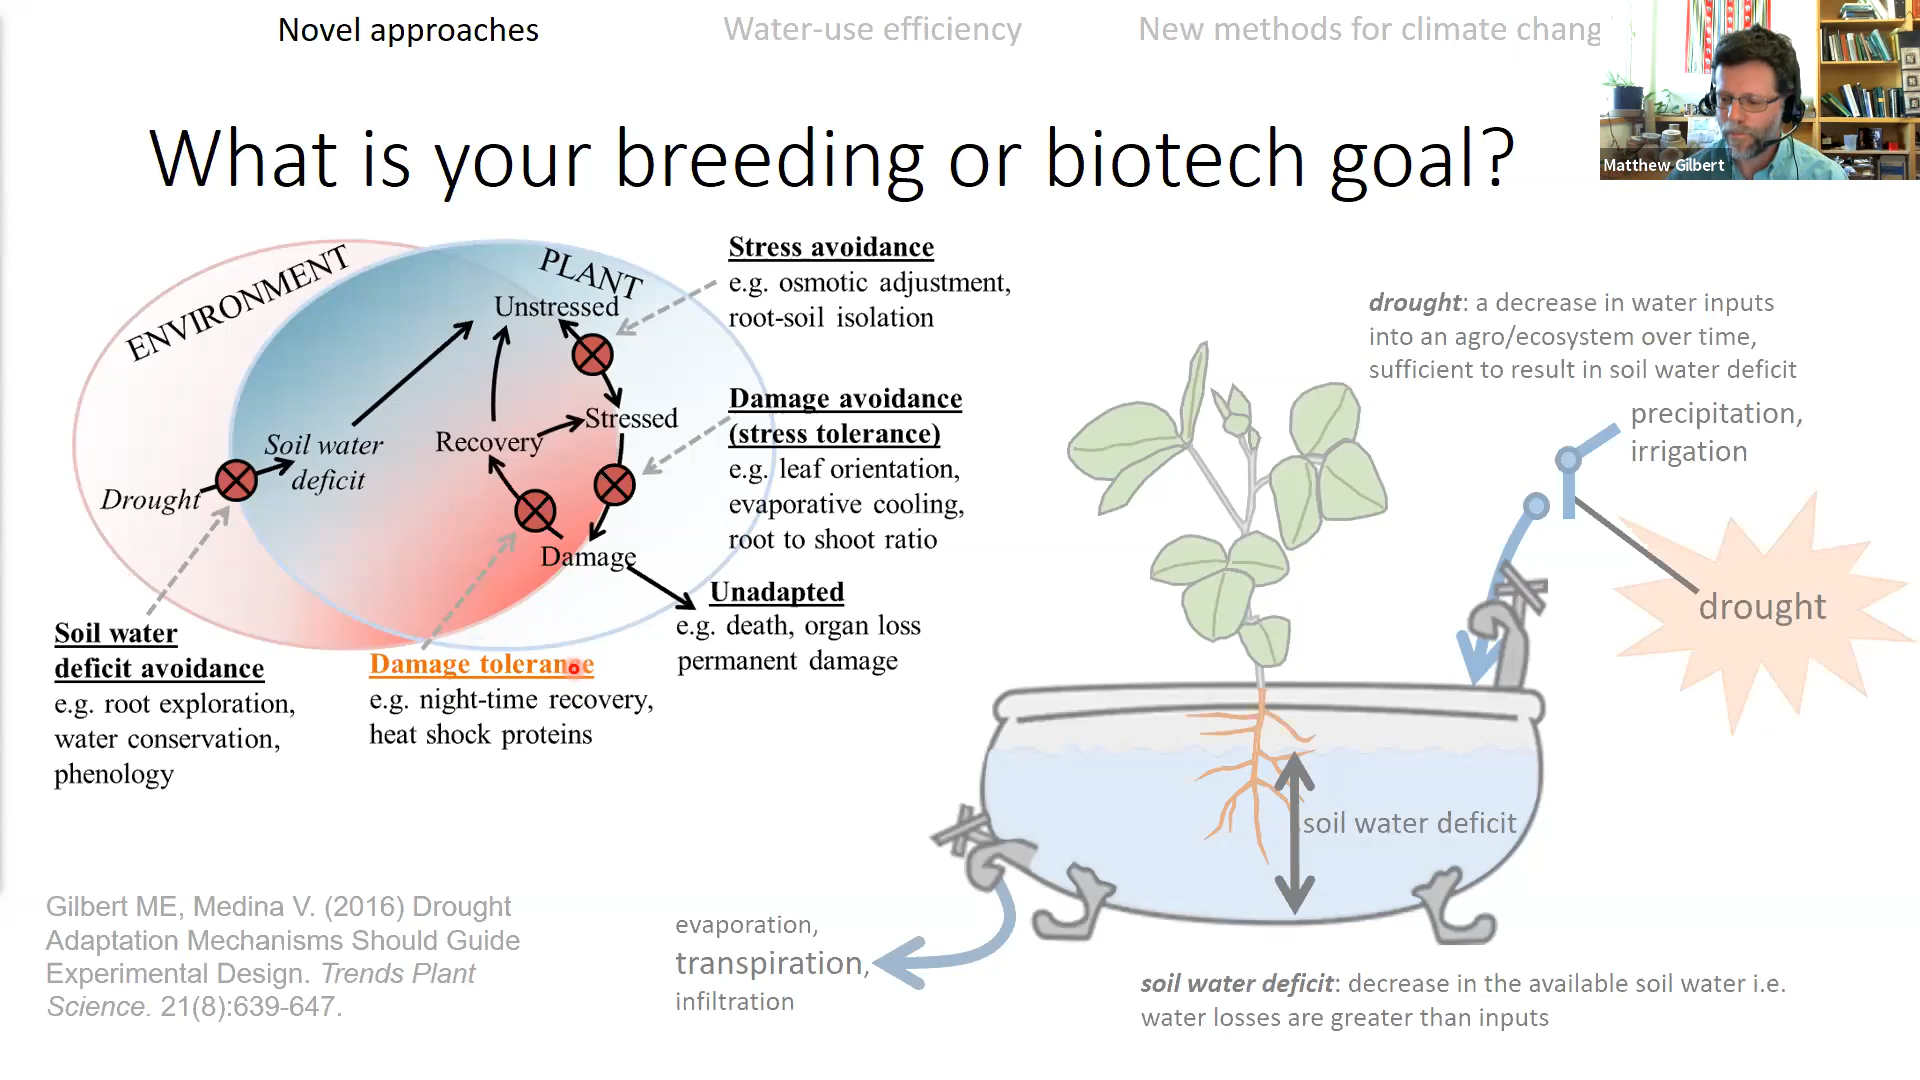 Novel approaches
Water-use efficiency
New methods for climate chang
Matthew Gilbert
What is your breeding or biotech goal?
ENVIRONMENT
PLANT
Unstressed
Stressed
Recovery
Soil water
deficit
Drought
Damage
Stress avoidance
e.g. osmotic adjustment,
root-soil isolation
Damage avoidance
(stress tolerance)
e.g. leaf orientation,
evaporative cooling,
root to shoot ratio
Unadapted
e.g. death, organ loss
permanent damage
Soil water
deficit avoidance
e.g. root exploration,
water conservation,
phenology
Damage tolerance
e.g. night-time recovery,
heat shock proteins
drought: a decrease in water inputs
into an agro/ecosystem over time,
sufficient to result in soil water deficit
precipitation,
irrigation
drought
soil water deficit
evaporation,
transpiration,
infiltration
soil water deficit: decrease in the available soil water i.e.
water losses are greater than inputs
Gilbert ME, Medina V. (2016) Drought
Adaptation Mechanisms Should Guide
Experimental Design. Trends Plant
Science. 21(8):639-647.